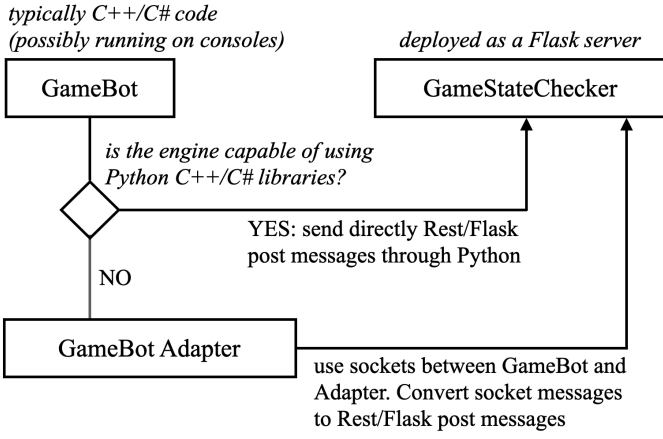 typically C++/C# code
(possibly running on consoles)
deployed as a Flask server
GameBot
GameStateChecker
is the engine capable of using
Python C++/C# libraries?
YES: send directly Rest/Flask
post messages through Python
NO
GameBot Adapter
use sockets between GameBot and
Adapter. Convert socket messages
to Rest/Flask post messages